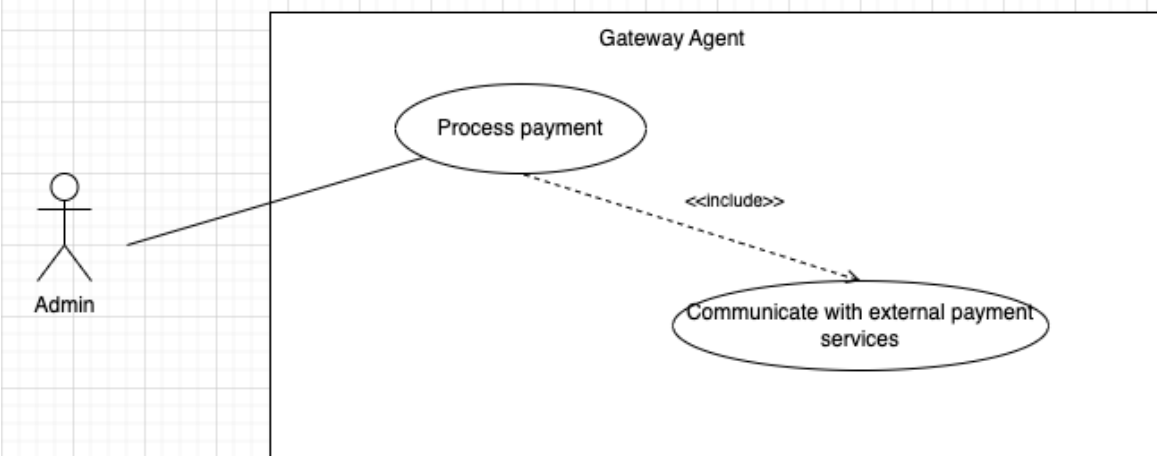 Gateway Agent
Process payment
<<include>>
Admin
Communicate with external payment
services